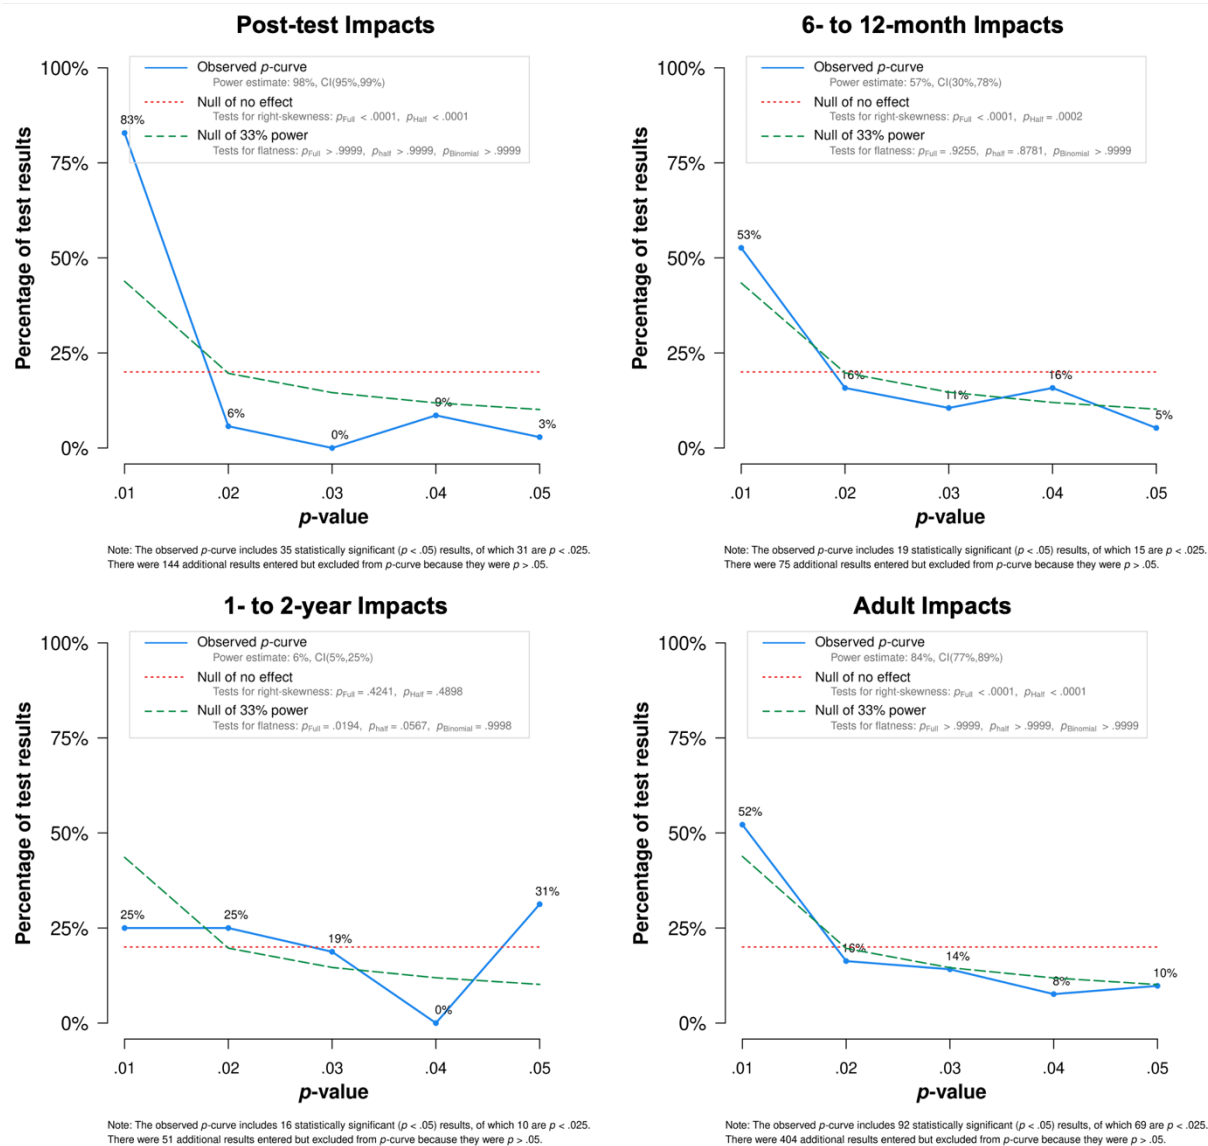 Post-test Impacts
100%
75%
50%
25%
0%
Percentage of test results
Observed p-curve
Power estimate: 98%, CI(95%,99%)
Null of no effect
Tests for right-skewness: pFull < .0001, pHalf < .0001
Null of 33% power
Tests for flatness: pFull > .9999, phalf > .9999, pBinomial > .9999
83%
6%
0%
9%
3%
.01 .02 .03 .04 .05
p-value
Note: The observed p-curve includes 35 statistically significant (p < .05) results, of which 31 are p < .025.
There were 144 additional results entered but excluded from p-curve because they were p > .05.
6- to 12-month Impacts
100%
75%
50%
25%
0%
Percentage of test results
Observed p-curve
Power estimate: 57%, CI(30%,78%)
Null of no effect
Tests for right-skewness: pFull < .0001, pHalf = .0002
Null of 33% power
Tests for flatness: pFull = .9255, phalf = .8781, pBinomial > .9999
53%
16%
11%
16%
5%
.01 .02 .03 .04 .05
p-value
Note: The observed p-curve includes 19 statistically significant (p < .05) results, of which 15 are p < .025.
There were 75 additional results entered but excluded from p-curve because they were p > .05.
1- to 2-year Impacts
100%
75%
50%
25%
0%
Percentage of test results
Observed p-curve
Power estimate: 6%, CI(5%,25%)
Null of no effect
Tests for right-skewness: pFull = .4241, pHalf = .4898
Null of 33% power
Tests for flatness: pFull = .0194, phalf = .0567, pBinomial = .9998
25%
25%
19%
0%
31%
.01 .02 .03 .04 .05
p-value
Note: The observed p-curve includes 16 statistically significant (p < .05) results, of which 10 are p < .025.
There were 51 additional results entered but excluded from p-curve because they were p > .05.
Adult Impacts
100%
75%
50%
25%
0%
Percentage of test results
Observed p-curve
Power estimate: 84%, CI(77%,89%)
Null of no effect
Tests for right-skewness: pFull < .0001, pHalf < .0001
Null of 33% power
Tests for flatness: pFull > .9999, phalf > .9999, pBinomial > .9999
52%
16%
14%
8%
10%
.01 .02 .03 .04 .05
p-value
Note: The observed p-curve includes 92 statistically significant (p < .05) results, of which 69 are p < .025.
There were 404 additional results entered but excluded from p-curve because they were p > .05.